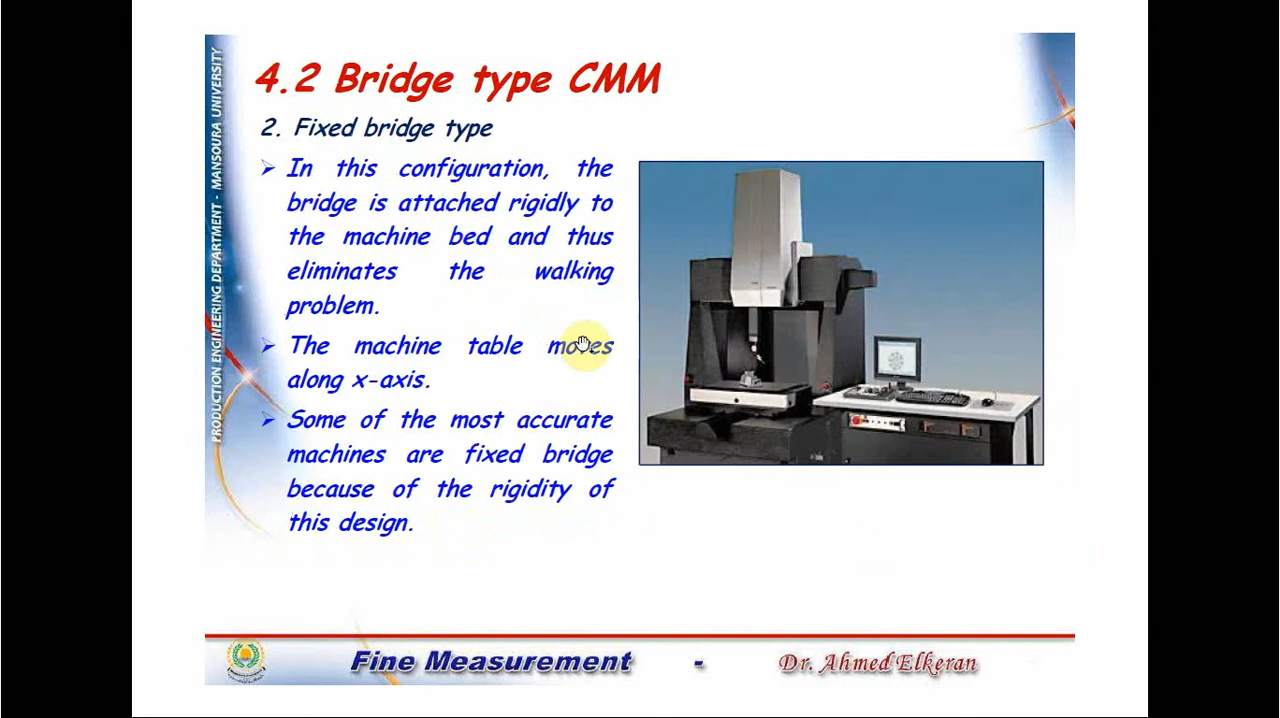 4.2 Bridge type CMM
2. Fixed bridge type
➢ In this configuration, the
bridge is attached rigidly to
the machine bed and thus
eliminates the walking
problem.
➢ The machine table moves
along x-axis.
➢ Some of the most accurate
machines are fixed bridge
because of the rigidity of
this design.
PRODUCTION ENGINEERING DEPARTMENT - MANSOURA UNIVERSITY
Fine Measurement - Dr. Ahmed Elkeran